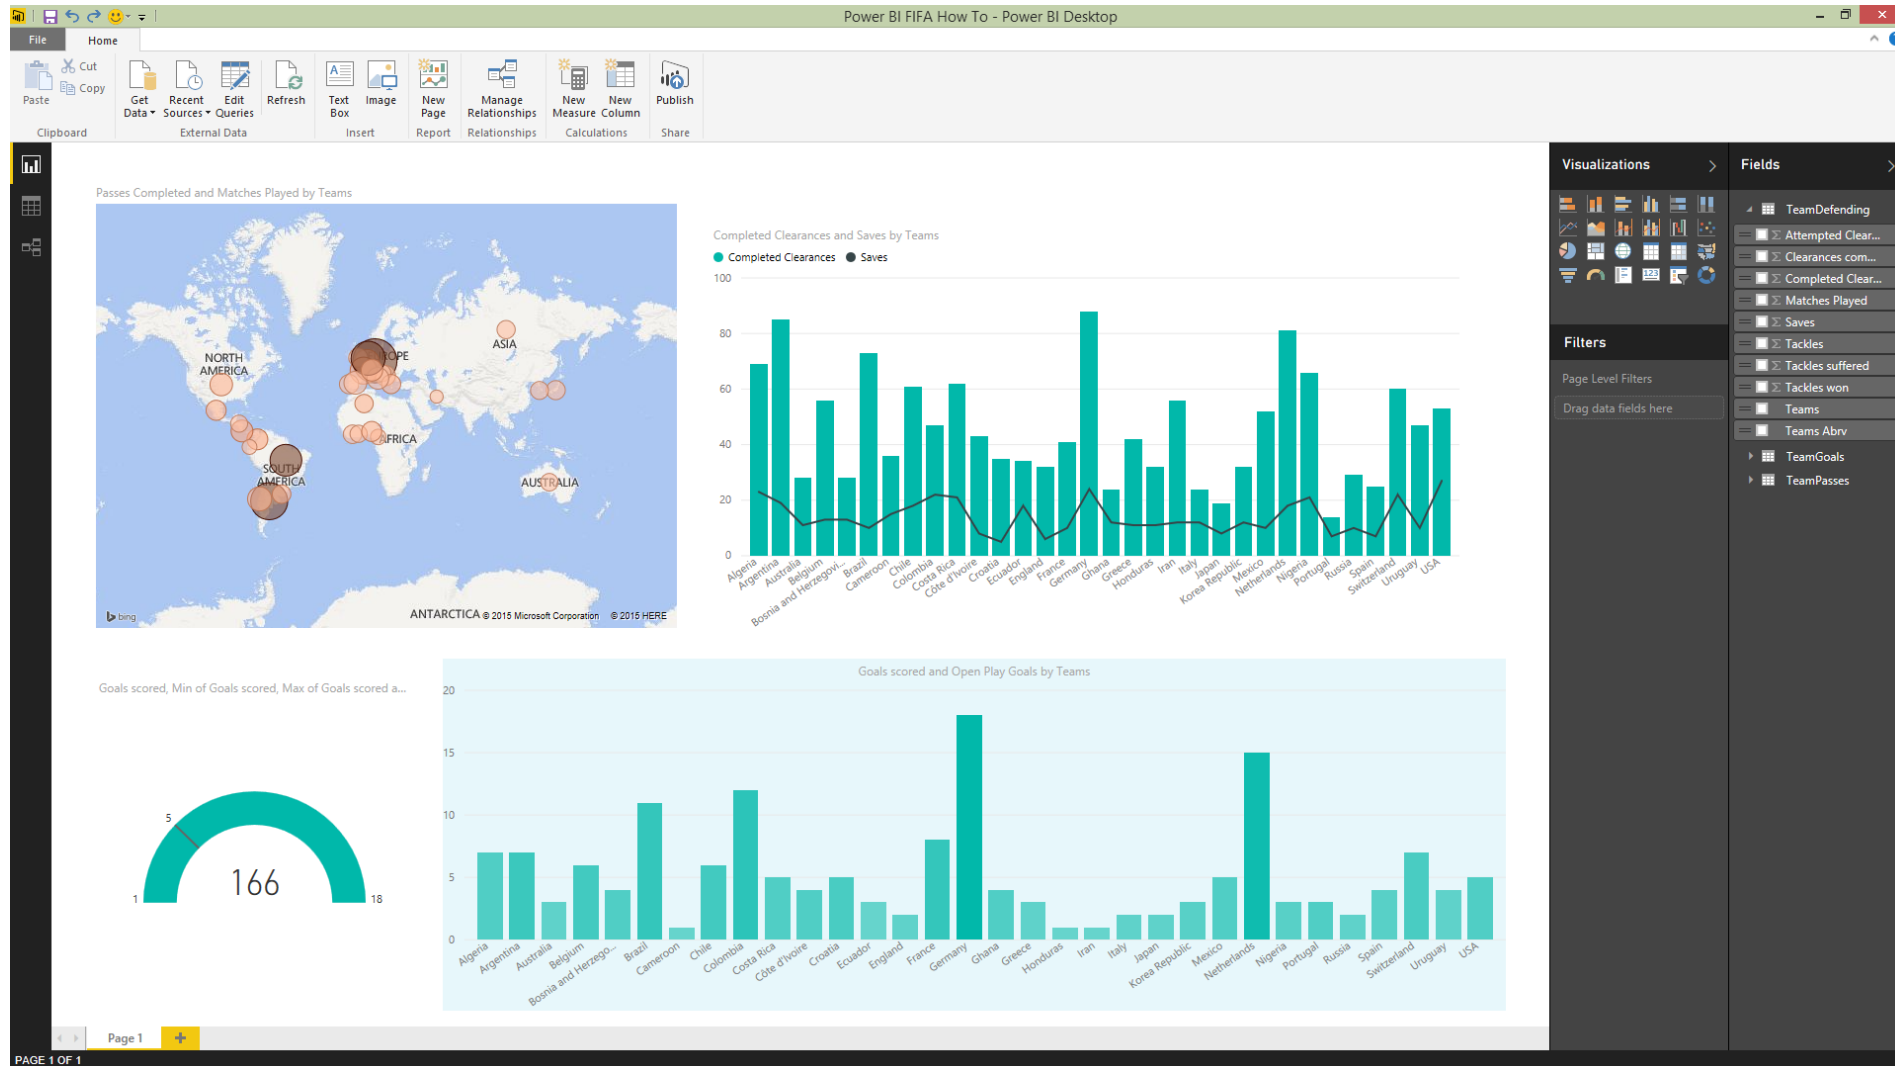 Power BI FIFA How To - Power BI Desktop
File Home
Cut
Copy
Paste
Get Data
Recent Sources
Edit Queries
Refresh
Text Box
Image
New Page
Manage Relationships
New Measure
New Column
Publish
Clipboard External Data Insert Report Relationships Calculations Share
Passes Completed and Matches Played by Teams
NORTH AMERICA
EUROPE
ASIA
AFRICA
SOUTH AMERICA
AUSTRALIA
ANTARCTICA
bing
© 2015 Microsoft Corporation © 2015 HERE
Completed Clearances and Saves by Teams
Completed Clearances Saves
100
80
60
40
20
0
Algeria Argentina Australia Belgium Bosnia and Herzegovi... Brazil Cameroon Chile Colombia Costa Rica Côte d'Ivoire Croatia Ecuador England France Germany Ghana Greece Honduras Iran Italy Japan Korea Republic Mexico Netherlands Nigeria Portugal Russia Spain Switzerland Uruguay USA
Goals scored, Min of Goals scored, Max of Goals scored a...
5
166
1
18
Goals scored and Open Play Goals by Teams
20
15
10
5
0
Algeria Argentina Australia Belgium Bosnia and Herzego... Brazil Cameroon Chile Colombia Costa Rica Côte d'Ivoire Croatia Ecuador England France Germany Ghana Greece Honduras Iran Italy Japan Korea Republic Mexico Netherlands Nigeria Portugal Russia Spain Switzerland Uruguay USA
Visualizations
123
Filters
Page Level Filters
Drag data fields here
Fields
TeamDefending
Σ Attempted Clear...
Σ Clearances com...
Σ Completed Clear...
Σ Matches Played
Σ Saves
Σ Tackles
Σ Tackles suffered
Σ Tackles won
Teams
Teams Abrv
TeamGoals
TeamPasses
Page 1 +
PAGE 1 OF 1